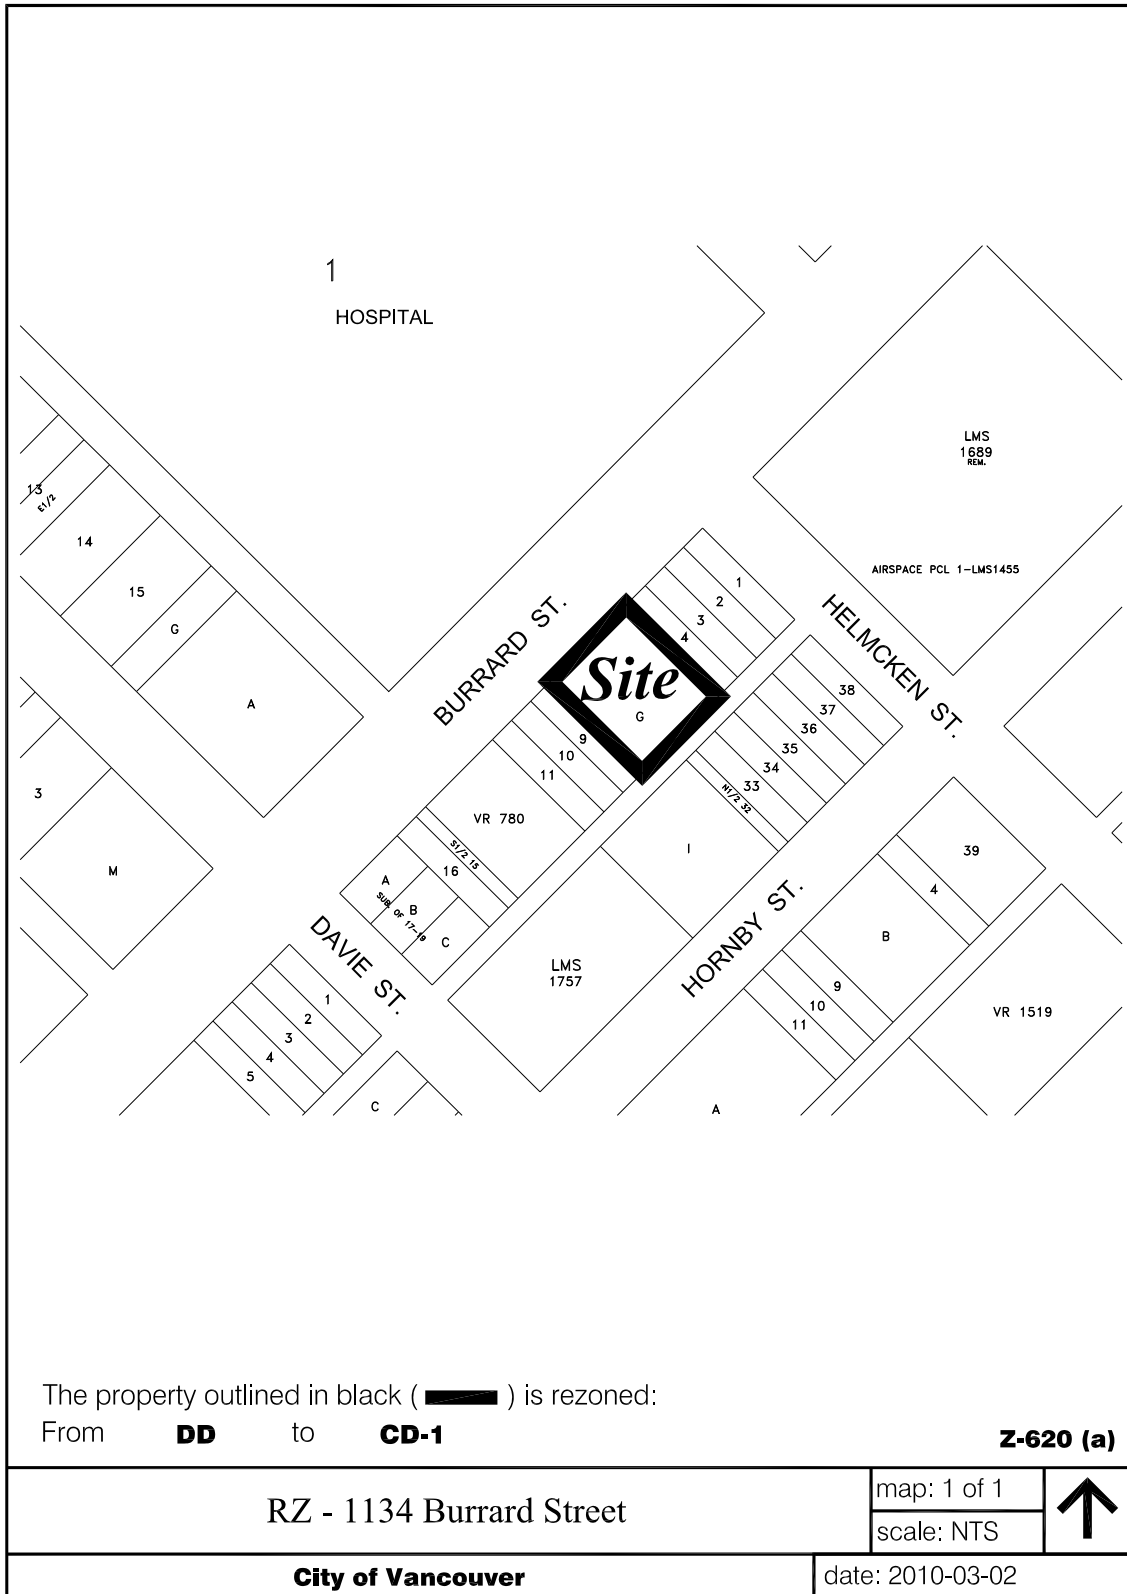 1
HOSPITAL
LMS
1689
REM.
AIRSPACE PCL 1-LMS1455
13
E1/2
14
15
G
A
3
M
BURRARD ST.
HELMCKEN ST.
1
2
3
4
Site
G
9
10
11
VR 780
S1/2 15
16
A
B
C
SUB. OF 17-19
38
37
36
35
34
33
N1/2 32
I
LMS
1757
DAVIE ST.
HORNBY ST.
39
4
B
9
10
11
VR 1519
A
1
2
3
4
5
C
The property outlined in black ( ) is rezoned:
From DD to CD-1
Z-620 (a)
RZ - 1134 Burrard Street
map: 1 of 1
scale: NTS
City of Vancouver
date: 2010-03-02